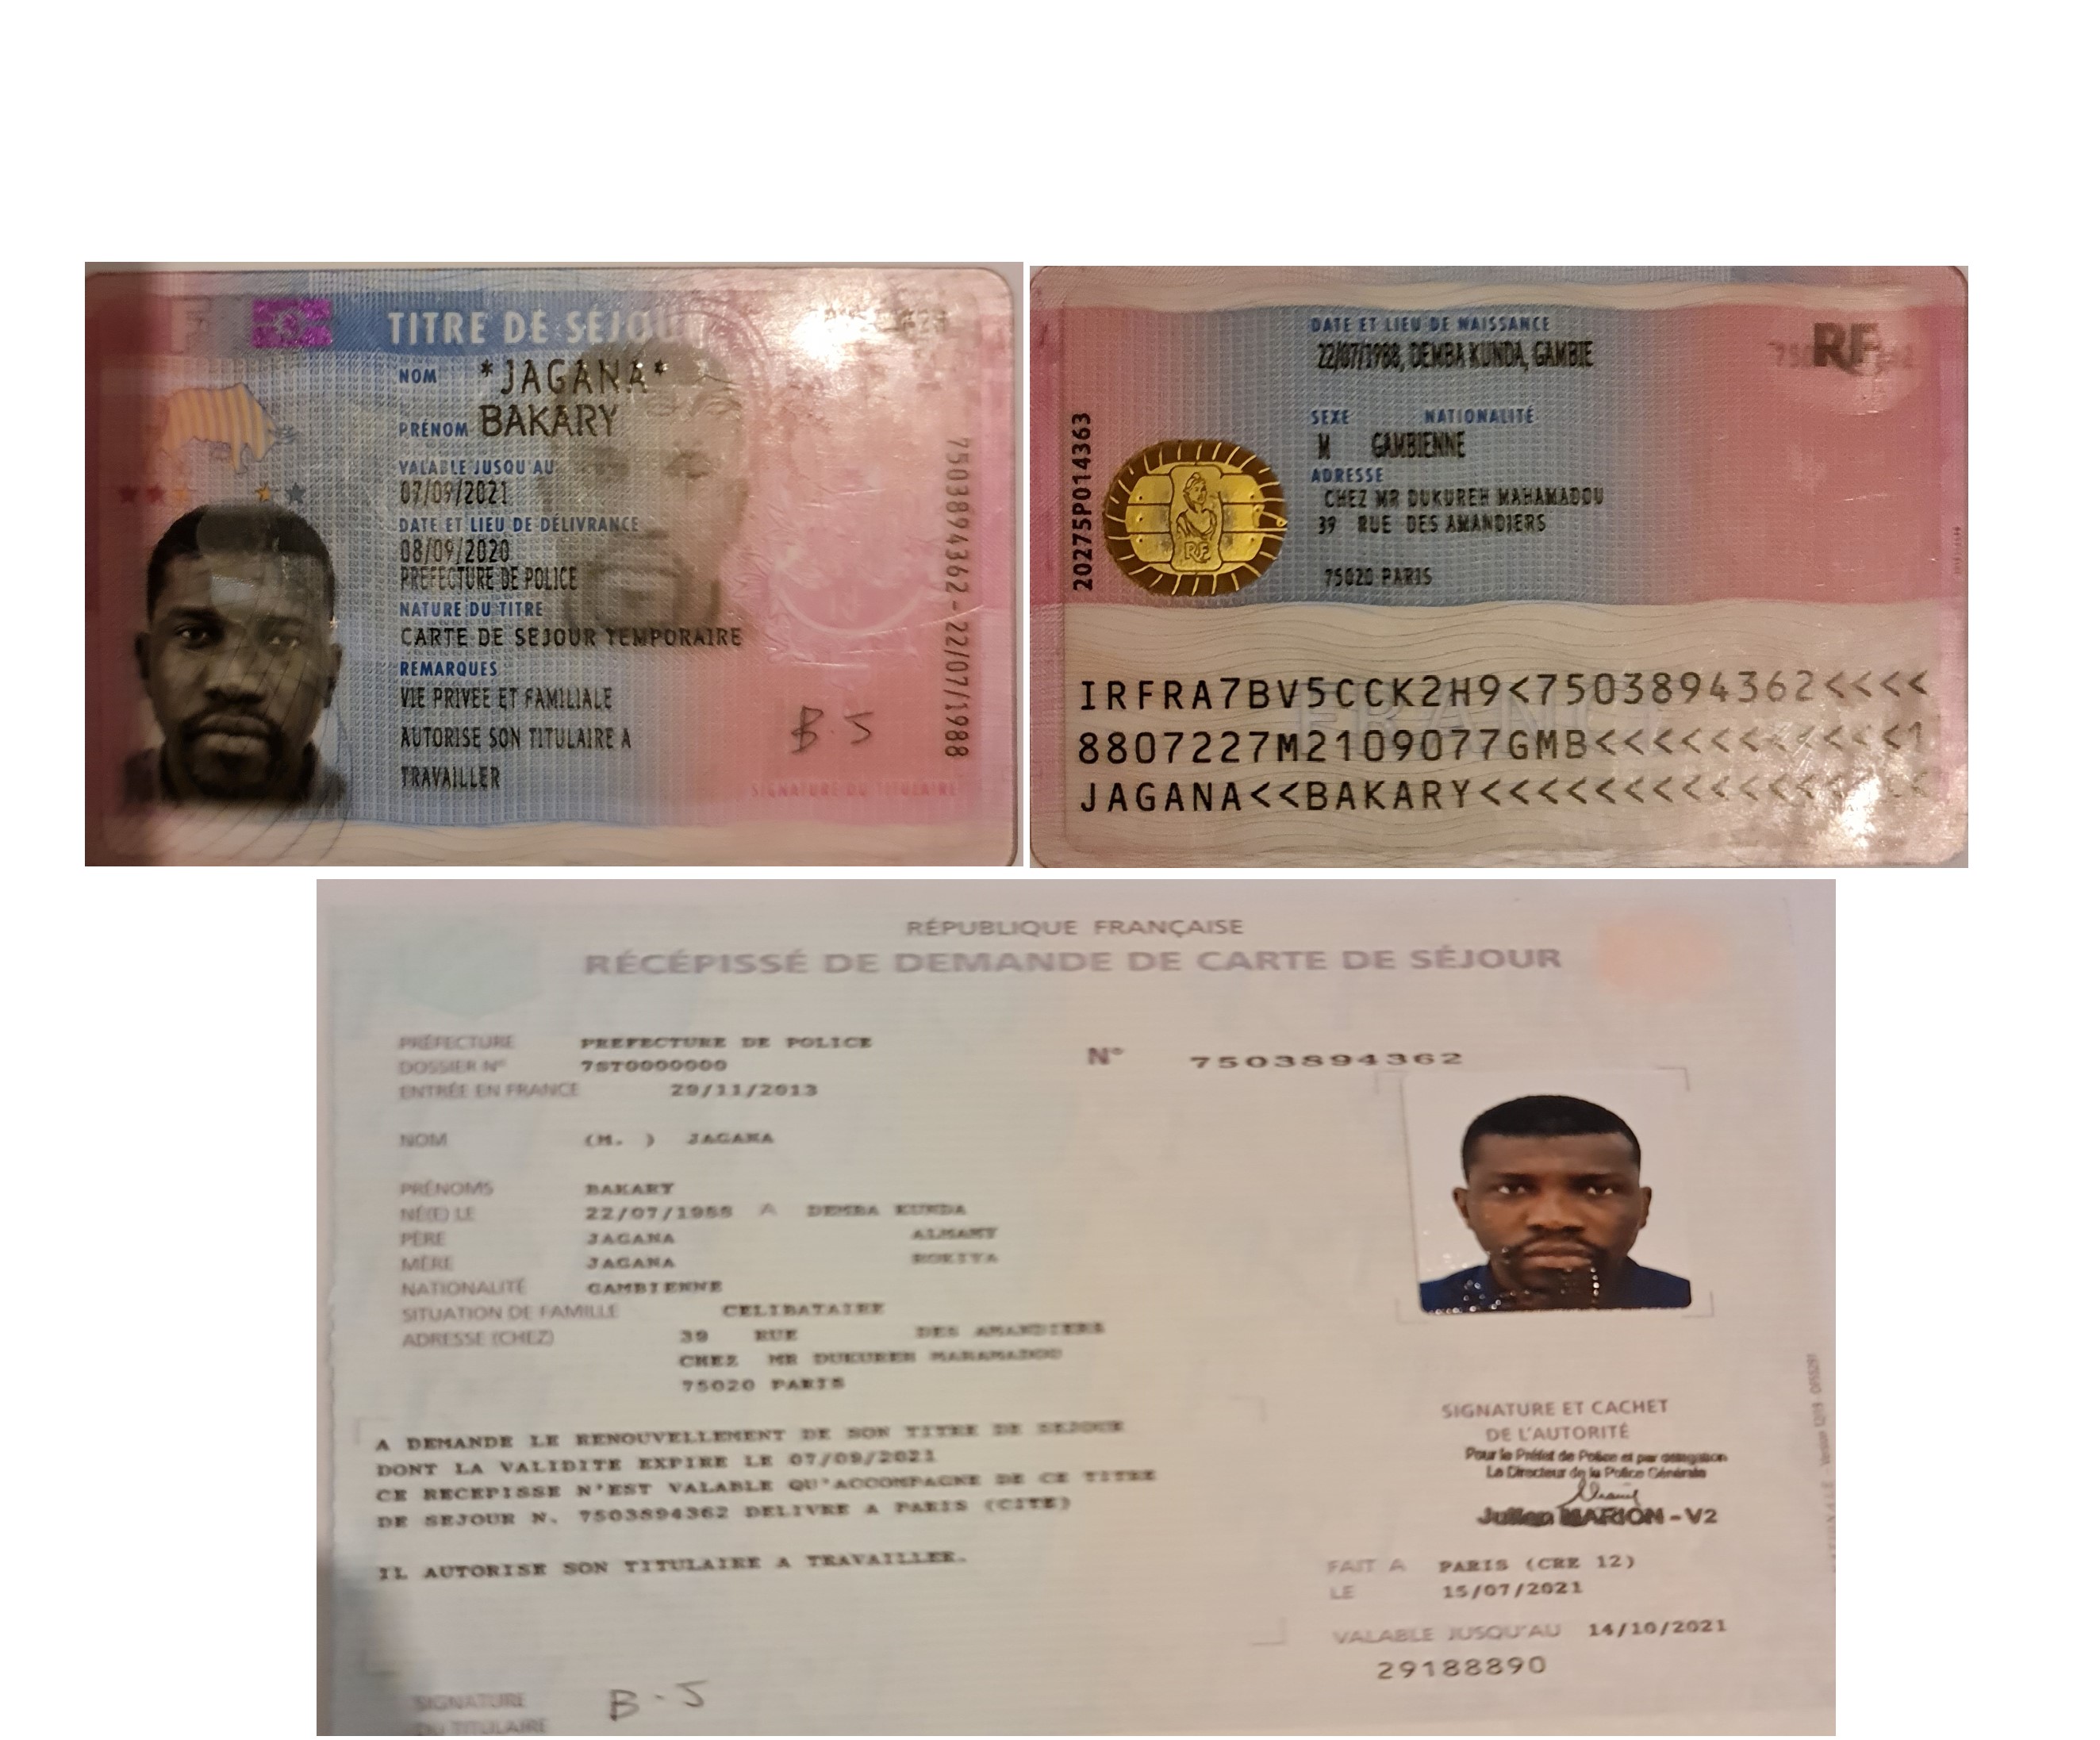 TITRE DE SÉJOU
NOM *JAGANA*
PRÉNOM BAKARY
VALABLE JUSQU'AU
07/09/2021
DATE ET LIEU DE DÉLIVRANCE
08/09/2020
PREFECTURE DE POLICE
NATURE DU TITRE
CARTE DE SEJOUR TEMPORAIRE
REMARQUES
VIE PRIVEE ET FAMILIALE
AUTORISE SON TITULAIRE A
TRAVAILLER
B.J
SIGNATURE DU TITULAIRE
7503894362-22/07/1988
DATE ET LIEU DE NAISSANCE
22/07/1988, DEMBA KUNDA, GAMBIE
RF
SEXE NATIONALITÉ
M GAMBIENNE
ADRESSE
CHEZ MR DUKUREH MAHAMADOU
39 RUE DES AMANDIERS
75020 PARIS
20275P014363
RF
IRFRA7BV5CCK2H9<7503894362<<<<
8807227M2109077GMB<<<<<<<<<<<1
JAGANA<<BAKARY<<<<<<<<<<<<<<<<
RÉPUBLIQUE FRANÇAISE
RÉCÉPISSÉ DE DEMANDE DE CARTE DE SÉJOUR
PRÉFECTURE PREFECTURE DE POLICE
DOSSIER N° 7ST0000000
N° 7503894362
ENTRÉE EN FRANCE 29/11/2013
NOM (M. ) JAGANA
PRÉNOMS BAKARY
NÉ(E) LE 22/07/1988 A DEMBA KUNDA
PÈRE JAGANA ALMAMY
MÈRE JAGANA ROKIYA
NATIONALITÉ GAMBIENNE
SITUATION DE FAMILLE CELIBATAIRE
ADRESSE (CHEZ) 39 RUE DES AMANDIERS
CHEZ MR DUKUREH MAHAMADOU
75020 PARIS
A DEMANDE LE RENOUVELLEMENT DE SON TITRE DE SEJOUR
DONT LA VALIDITE EXPIRE LE 07/09/2021
CE RECEPISSE N'EST VALABLE QU'ACCOMPAGNE DE CE TITRE
DE SEJOUR N. 7503894362 DELIVRE A PARIS (CITE)
IL AUTORISE SON TITULAIRE A TRAVAILLER.
SIGNATURE ET CACHET
DE L'AUTORITÉ
Pour le Préfet de Police et par délégation
Le Directeur de la Police Générale
Julien MARION - V2
FAIT A PARIS (CRE 12)
LE 15/07/2021
VALABLE JUSQU'AU 14/10/2021
29188890
SIGNATURE
DU TITULAIRE
B.J